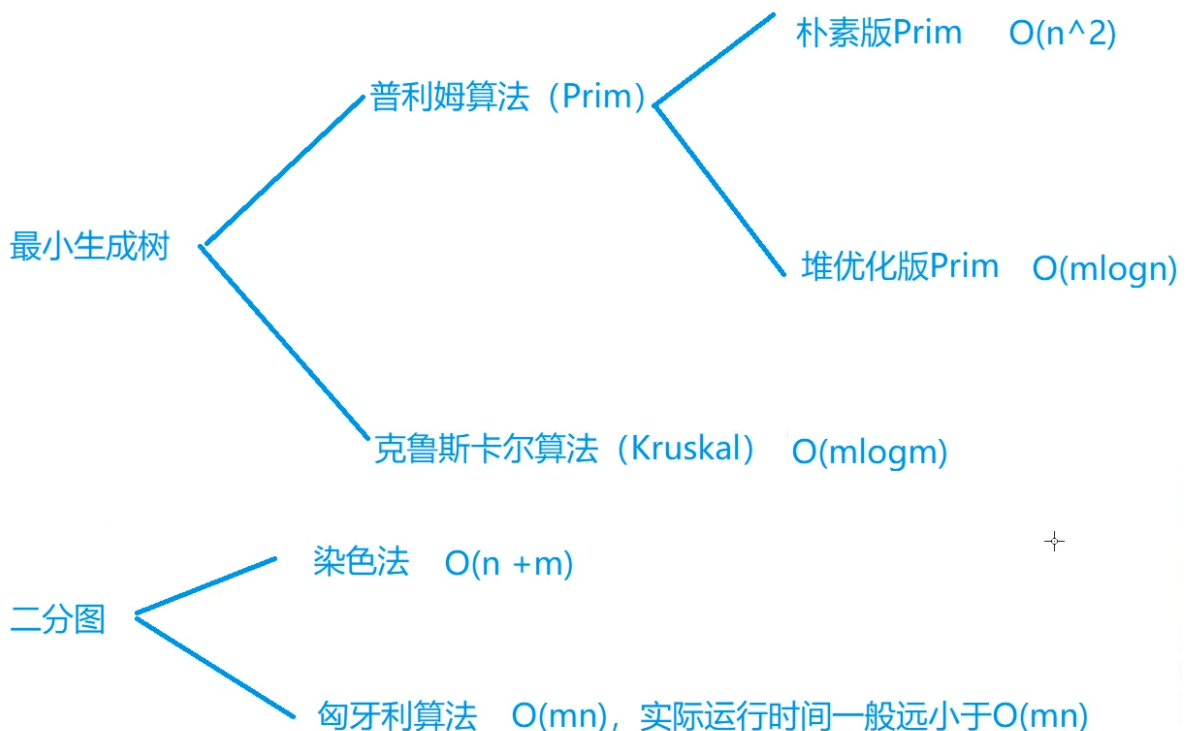 朴素版Prim O(n^2)
普利姆算法（Prim）
最小生成树
堆优化版Prim O(mlogn)
克鲁斯卡尔算法（Kruskal） O(mlogm)
染色法 O(n +m)
二分图
匈牙利算法 O(mn)，实际运行时间一般远小于O(mn)